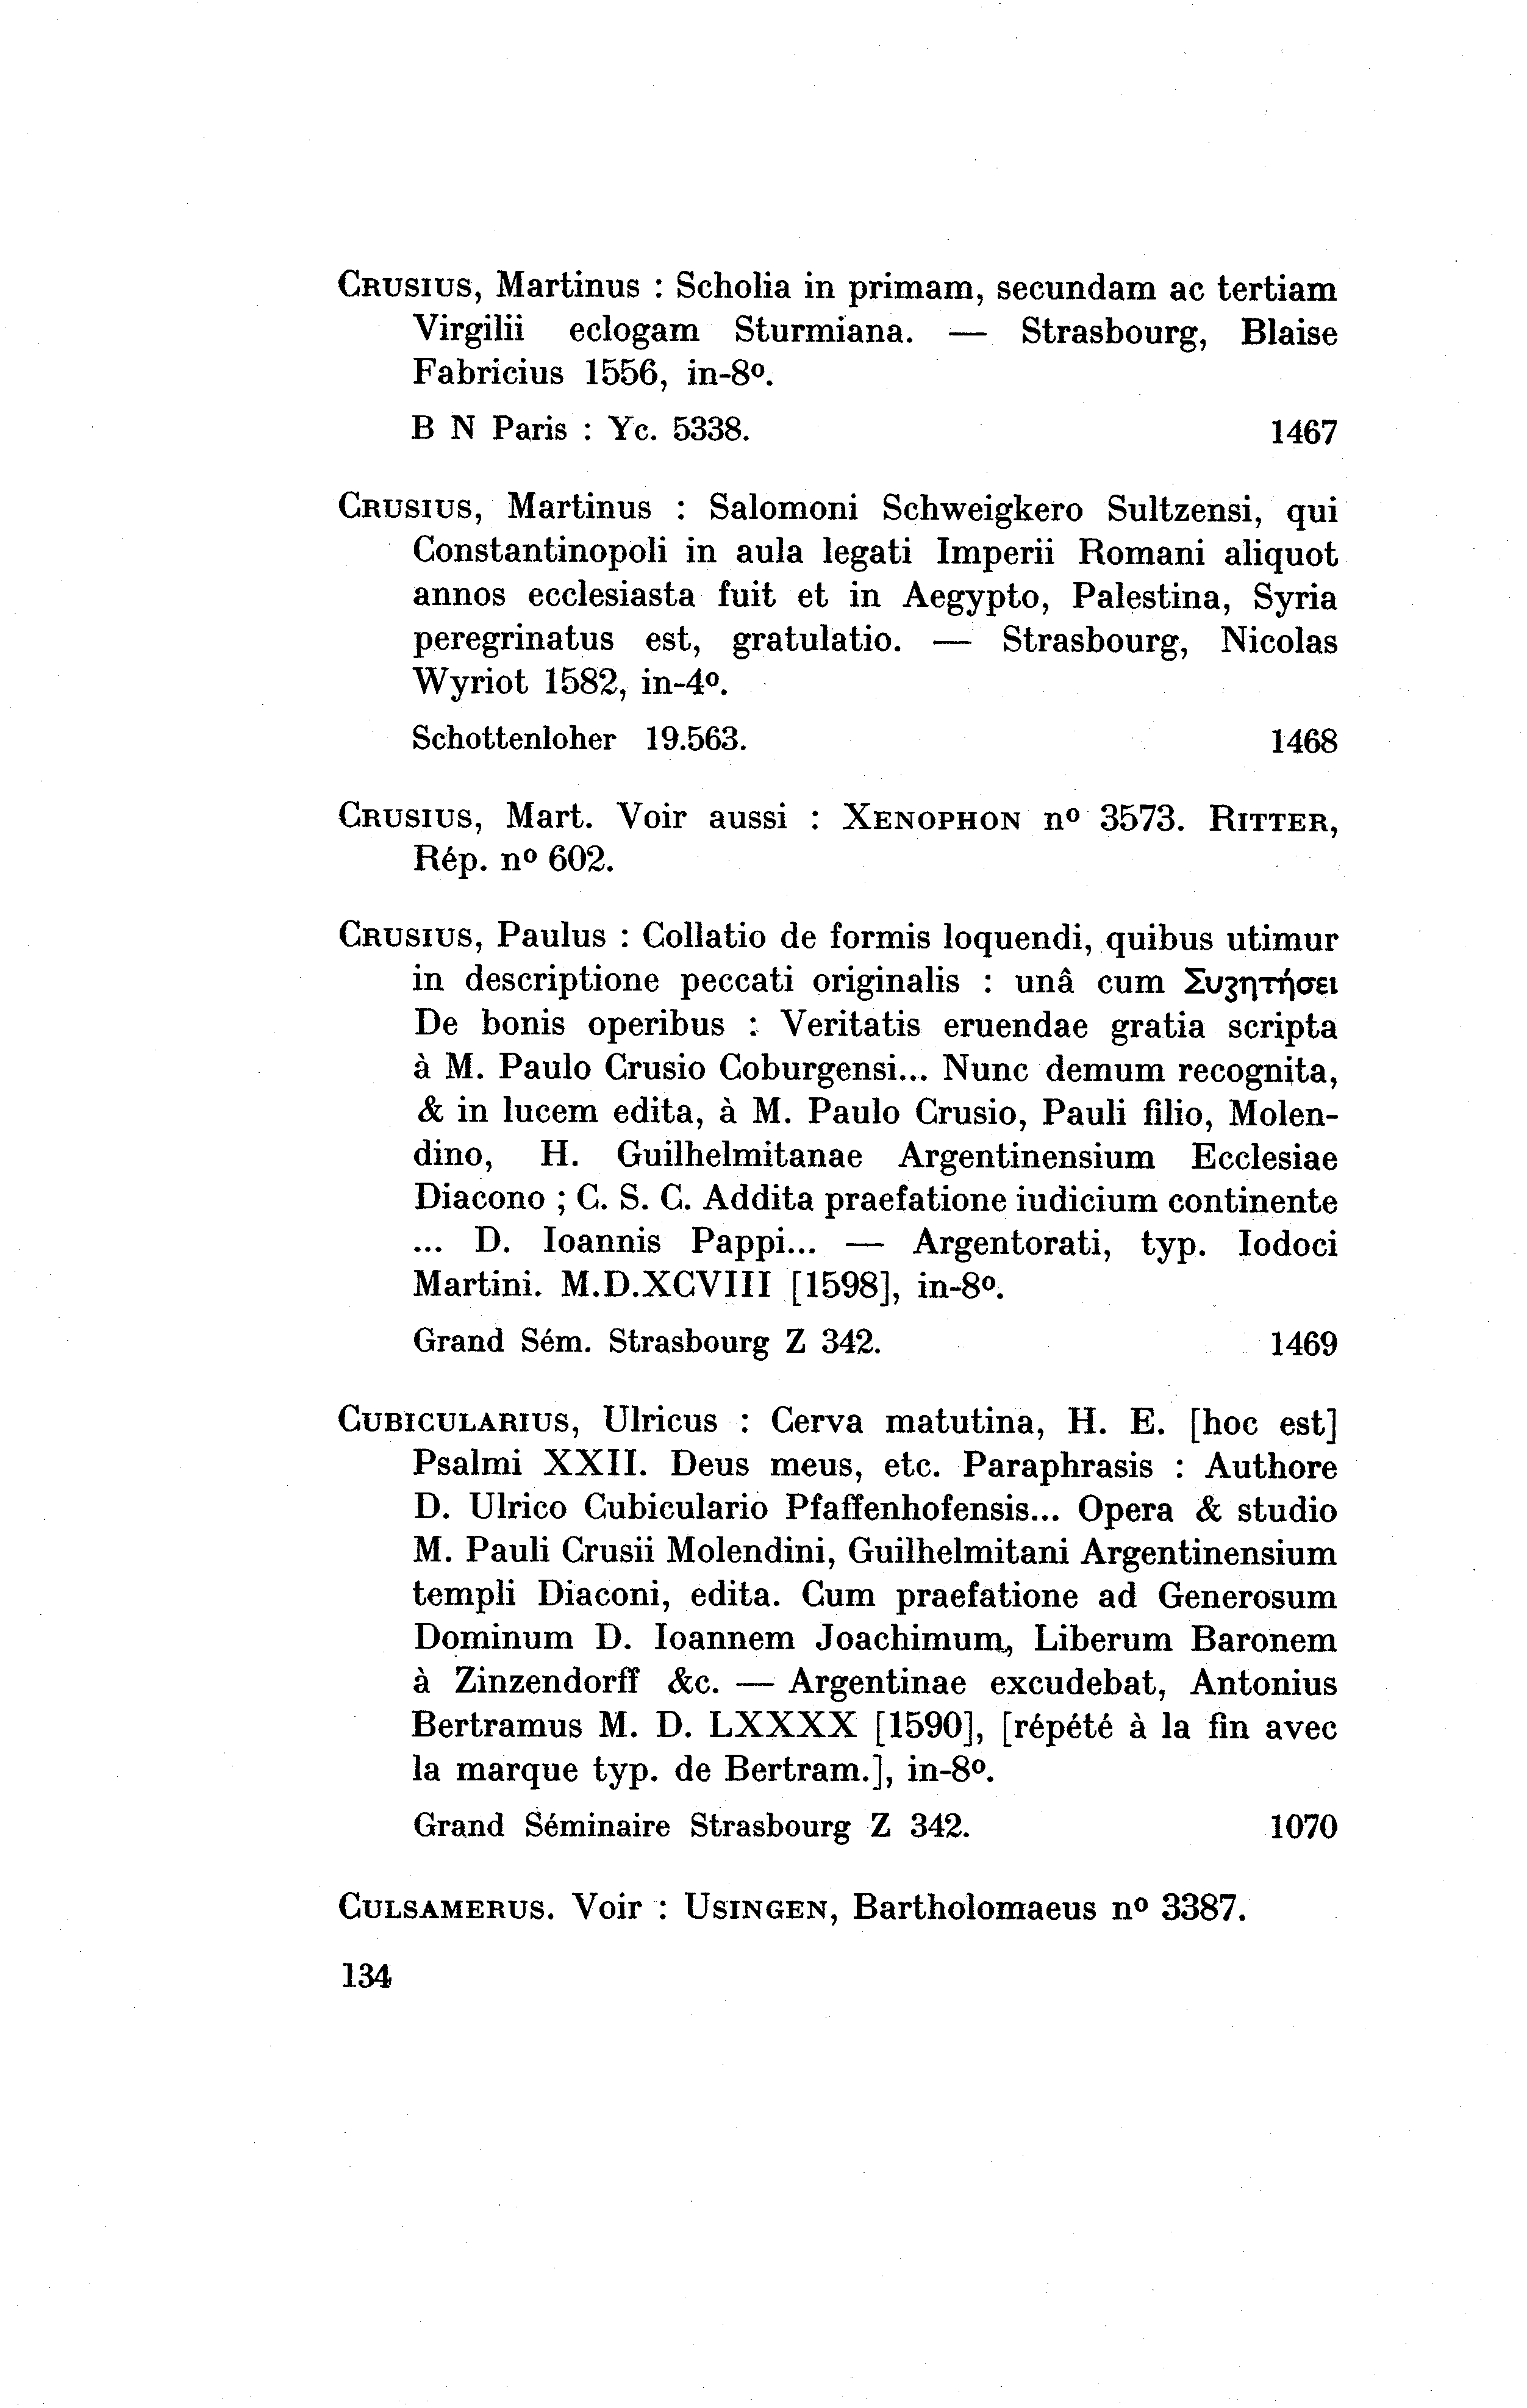 CRUSIUS, Martinus : Scholia in primam, secundam ac tertiam
Virgilii eclogam Sturmiana. — Strasbourg, Blaise
Fabricius 1556, in-8º.
B N Paris : Yc. 5338. 1467
CRUSIUS, Martinus : Salomoni Schweigkero Sultzensi, qui
Constantinopoli in aula legati Imperii Romani aliquot
annos ecclesiasta fuit et in Aegypto, Palestina, Syria
peregrinatus est, gratulatio. — Strasbourg, Nicolas
Wyriot 1582, in-4º.
Schottenloher 19.563. 1468
CRUSIUS, Mart. Voir aussi : XENOPHON nº 3573. RITTER,
Rép. nº 602.
CRUSIUS, Paulus : Collatio de formis loquendi, quibus utimur
in descriptione peccati originalis : unâ cum Συζητήσει
De bonis operibus : Veritatis eruendae gratia scripta
à M. Paulo Crusio Coburgensi... Nunc demum recognita,
& in lucem edita, à M. Paulo Crusio, Pauli filio, Molen-
dino, H. Guilhelmitanae Argentinensium Ecclesiae
Diacono ; C. S. C. Addita praefatione iudicium continente
... D. Ioannis Pappi... — Argentorati, typ. Iodoci
Martini. M.D.XCVIII [1598], in-8º.
Grand Sém. Strasbourg Z 342. 1469
CUBICULARIUS, Ulricus : Cerva matutina, H. E. [hoc est]
Psalmi XXII. Deus meus, etc. Paraphrasis : Authore
D. Ulrico Cubiculario Pfaffenhofensis... Opera & studio
M. Pauli Crusii Molendini, Guilhelmitani Argentinensium
templi Diaconi, edita. Cum praefatione ad Generosum
Dominum D. Ioannem Joachimum, Liberum Baronem
à Zinzendorff &c. — Argentinae excudebat, Antonius
Bertramus M. D. LXXXX [1590], [répété à la fin avec
la marque typ. de Bertram.], in-8º.
Grand Séminaire Strasbourg Z 342. 1070
CULSAMERUS. Voir : USINGEN, Bartholomaeus nº 3387.
134